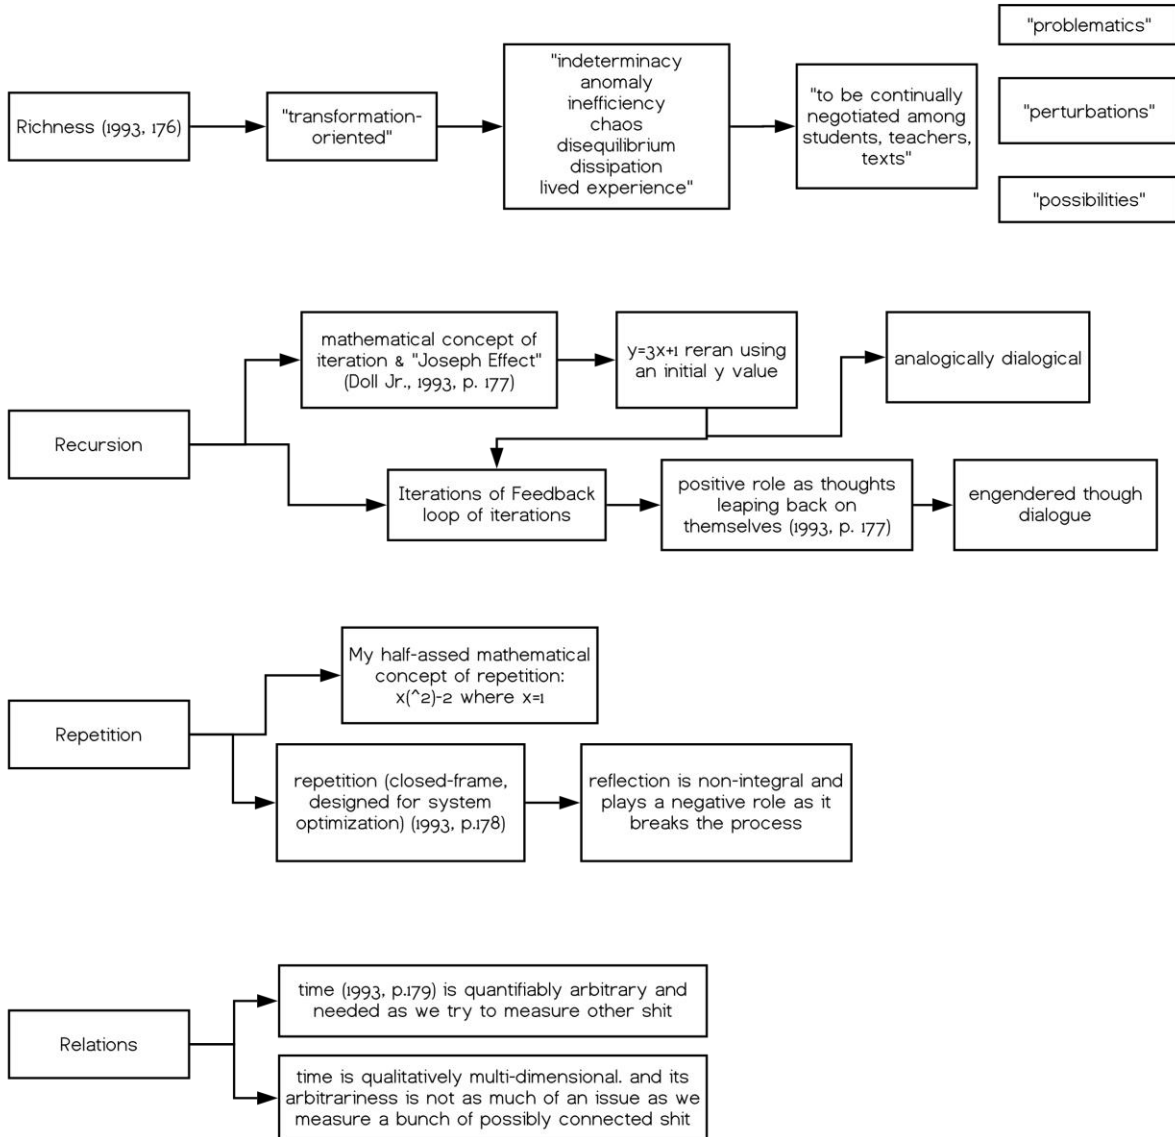 Richness (1993, 176)
"transformation-
oriented"
"indeterminacy
anomaly
inefficiency
chaos
disequilibrium
dissipation
lived experience"
"to be continually
negotiated among
students, teachers,
texts"
"problematics"
"perturbations"
"possibilities"
Recursion
mathematical concept of
iteration & "Joseph Effect"
(Doll Jr., 1993, p. 177)
y=3x+1 reran using
an initial y value
analogically dialogical
Iterations of Feedback
loop of iterations
positive role as thoughts
leaping back on
themselves (1993, p. 177)
engendered though
dialogue
Repetition
My half-assed mathematical
concept of repetition:
x(^2)-2 where x=1
repetition (closed-frame,
designed for system
optimization) (1993, p.178)
reflection is non-integral and
plays a negative role as it
breaks the process
Relations
time (1993, p.179) is quantifiably arbitrary and
needed as we try to measure other shit
time is qualitatively multi-dimensional. and its
arbitrariness is not as much of an issue as we
measure a bunch of possibly connected shit